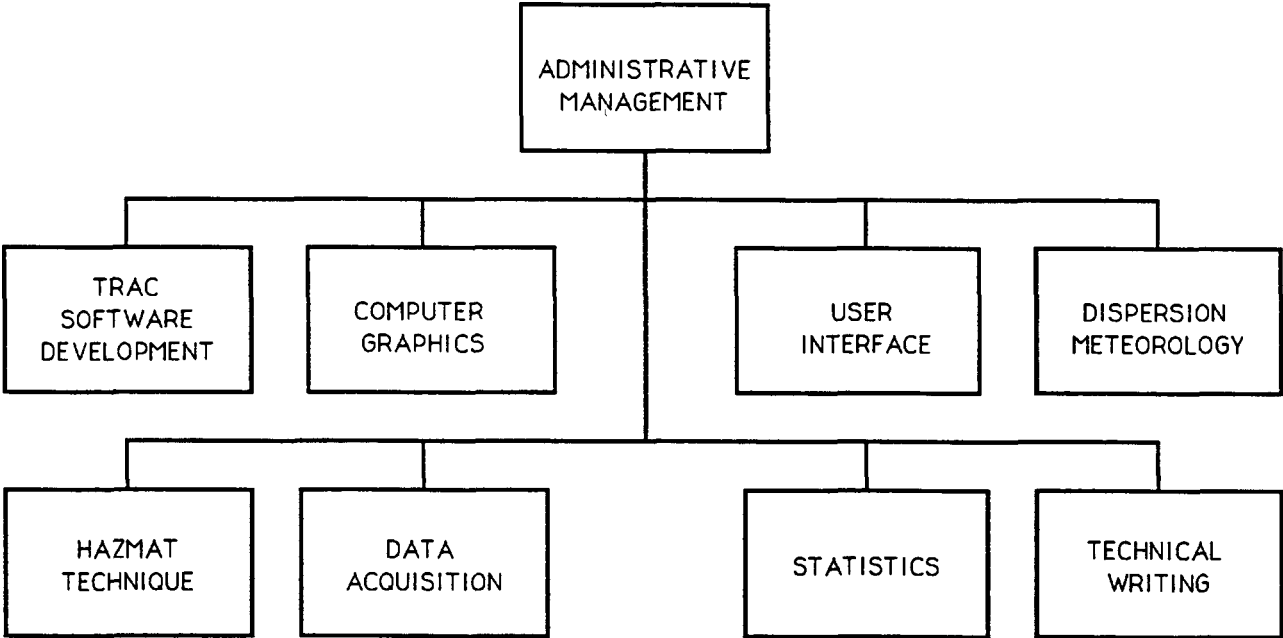 ADMINISTRATIVE
MANAGEMENT
TRAC
SOFTWARE
DEVELOPMENT
COMPUTER
GRAPHICS
USER
INTERFACE
DISPERSION
METEOROLOGY
HAZMAT
TECHNIQUE
DATA
ACQUISITION
STATISTICS
TECHNICAL
WRITING